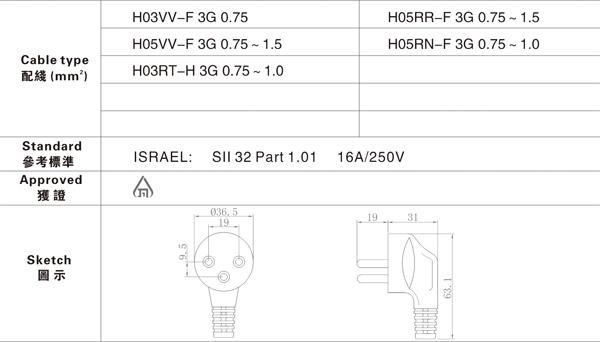 H03VV-F 3G 0.75
H05RR-F 3G 0.75 ~ 1.5
Cable type
配綫 (mm²)
H05VV-F 3G 0.75 ~ 1.5
H05RN-F 3G 0.75 ~ 1.0
H03RT-H 3G 0.75 ~ 1.0
Standard
參考標準
ISRAEL: SII 32 Part 1.01 16A/250V
Approved
獲 證
Sketch
圖 示
Ø36.5
19
9.5
19
31
63.1